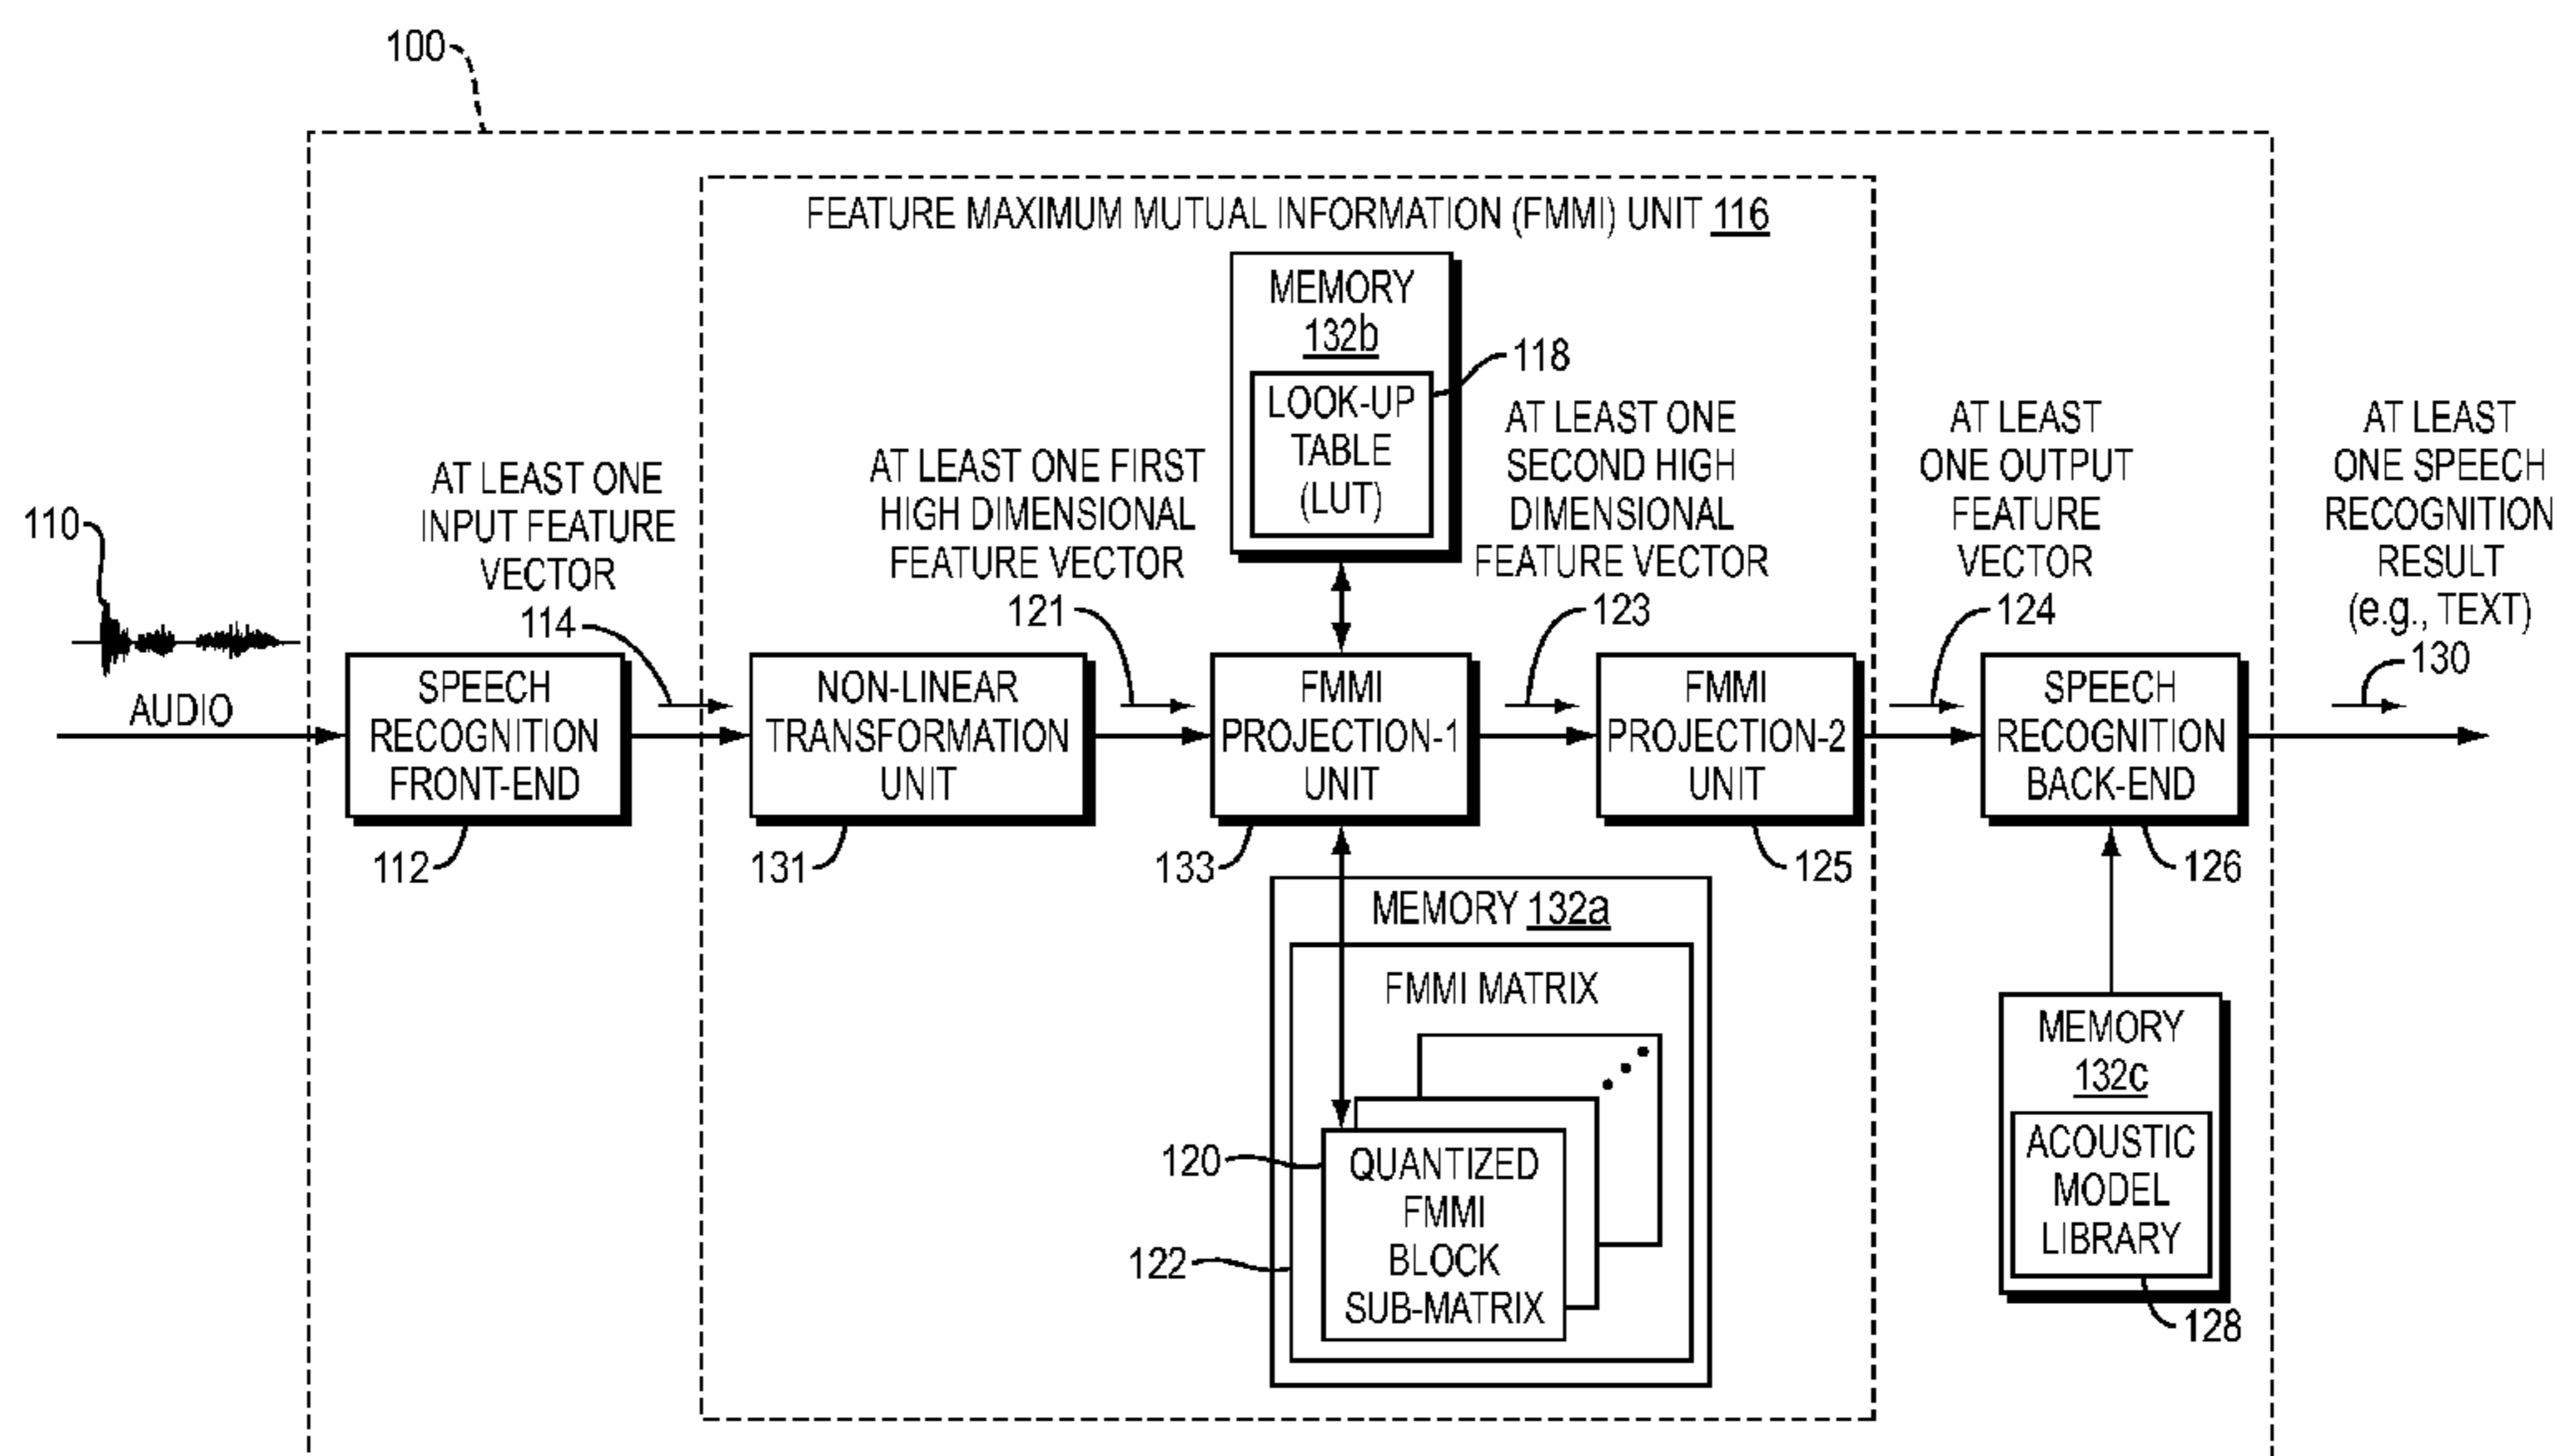 100
FEATURE MAXIMUM MUTUAL INFORMATION (FMMI) UNIT 116
MEMORY
132b
LOOK-UP
TABLE
(LUT)
118
110
AUDIO
AT LEAST ONE
INPUT FEATURE
VECTOR
114
AT LEAST ONE FIRST
HIGH DIMENSIONAL
FEATURE VECTOR
121
AT LEAST ONE
SECOND HIGH
DIMENSIONAL
FEATURE VECTOR
123
AT LEAST
ONE OUTPUT
FEATURE
VECTOR
124
AT LEAST
ONE SPEECH
RECOGNITION
RESULT
(e.g., TEXT)
130
SPEECH
RECOGNITION
FRONT-END
112
NON-LINEAR
TRANSFORMATION
UNIT
131
FMMI
PROJECTION-1
UNIT
133
FMMI
PROJECTION-2
UNIT
125
SPEECH
RECOGNITION
BACK-END
126
MEMORY 132a
FMMI MATRIX
120
QUANTIZED
FMMI
BLOCK
SUB-MATRIX
122
MEMORY
132c
ACOUSTIC
MODEL
LIBRARY
128